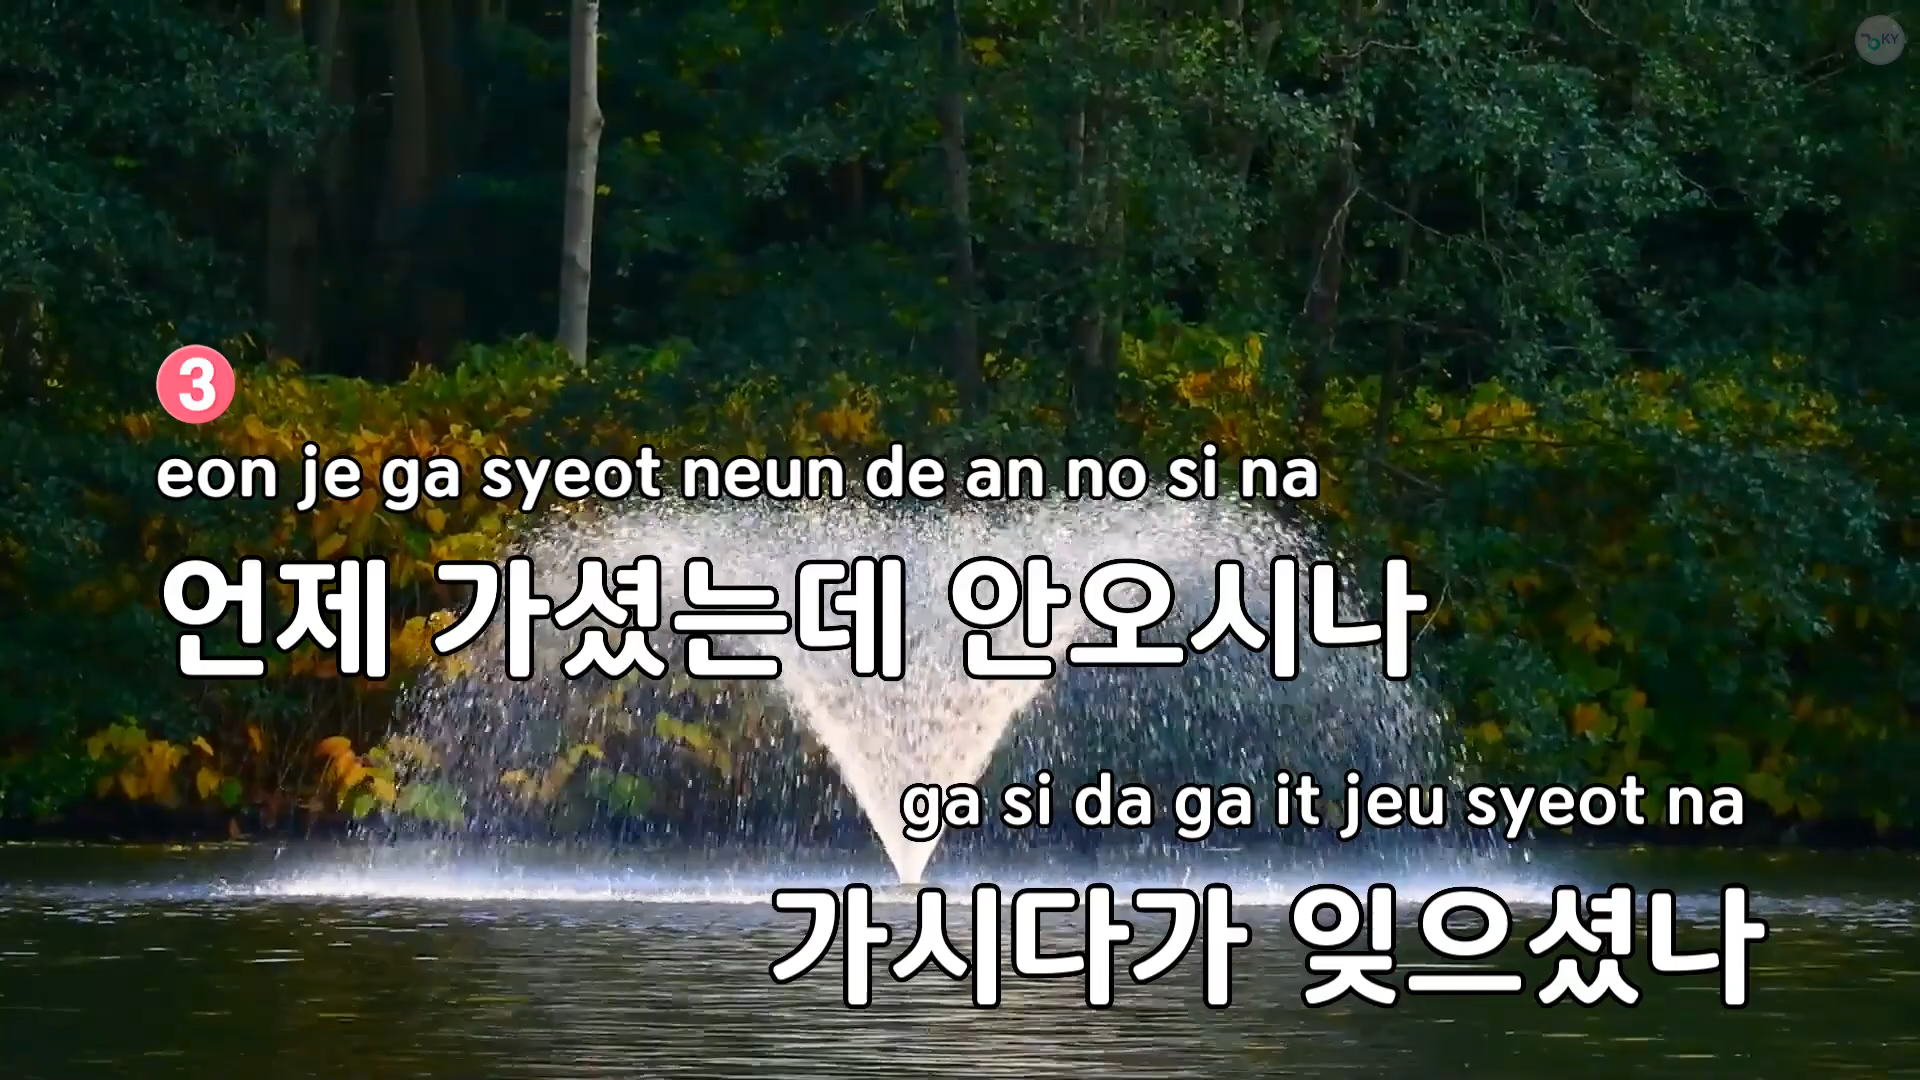 KY
3
eon je ga syeot neun de an no si na
언제 가셨는데 안오시나
ga si da ga it jeu syeot na
가시다가 잊으셨나